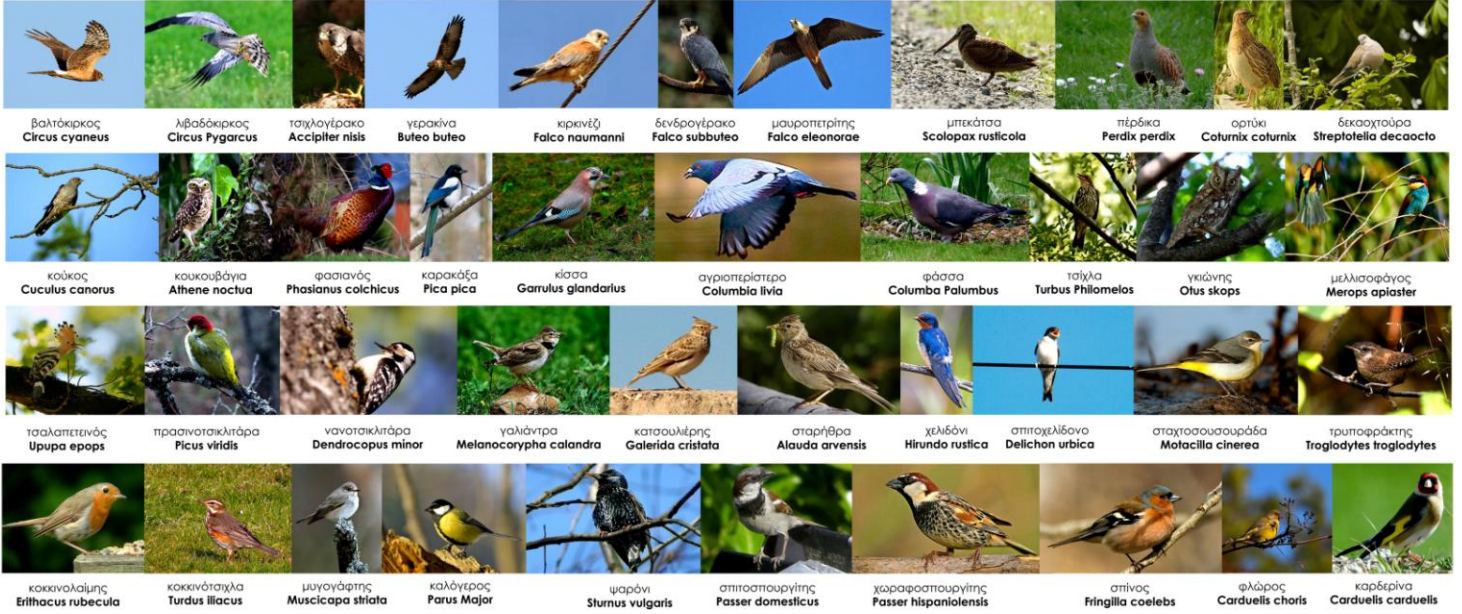 βαλτόκιρκος
Circus cyaneus
λιβαδόκιρκος
Circus Pygarcus
τσιχλογέρακο
Accipiter nisis
γερακίνα
Buteo buteo
κιρκινέζι
Falco naumanni
δενδρογέρακο
Falco subbuteo
μαυροπετρίτης
Falco eleonorae
μπεκάτσα
Scolopax rusticola
πέρδικα
Perdix perdix
ορτύκι
Coturnix coturnix
δεκαοχτούρα
Streptotelia decaocto
κούκος
Cuculus canorus
κουκουβάγια
Athene noctua
φασιανός
Phasianus colchicus
καρακάξα
Pica pica
κίσσα
Garrulus glandarius
αγριοπερίστερο
Columbia livia
φάσσα
Columba Palumbus
τσίχλα
Turbus Philomelos
γκιώνης
Otus skops
μελλισοφάγος
Merops apiaster
τσαλαπετεινός
Upupa epops
πρασινοτσικλιτάρα
Picus viridis
νανοτσικλιτάρα
Dendrocopus minor
γαλιάντρα
Melanocorypha calandra
κατσουλιέρης
Galerida cristata
σταρήθρα
Alauda arvensis
χελιδόνι
Hirundo rustica
σπιτοχελίδονο
Delichon urbica
σταχτοσουσουράδα
Motacilla cinerea
τρυποφράκτης
Troglodytes troglodytes
κοκκινολαίμης
Erithacus rubecula
κοκκινότσιχλα
Turdus iliacus
μυγογάφτης
Muscicapa striata
καλόγερος
Parus Major
ψαρόνι
Sturnus vulgaris
σπιτοσπουργίτης
Passer domesticus
χωραφοσπουργίτης
Passer hispaniolensis
σπίνος
Fringilla coelebs
φλώρος
Carduelis choris
καρδερίνα
Carduelis carduelis